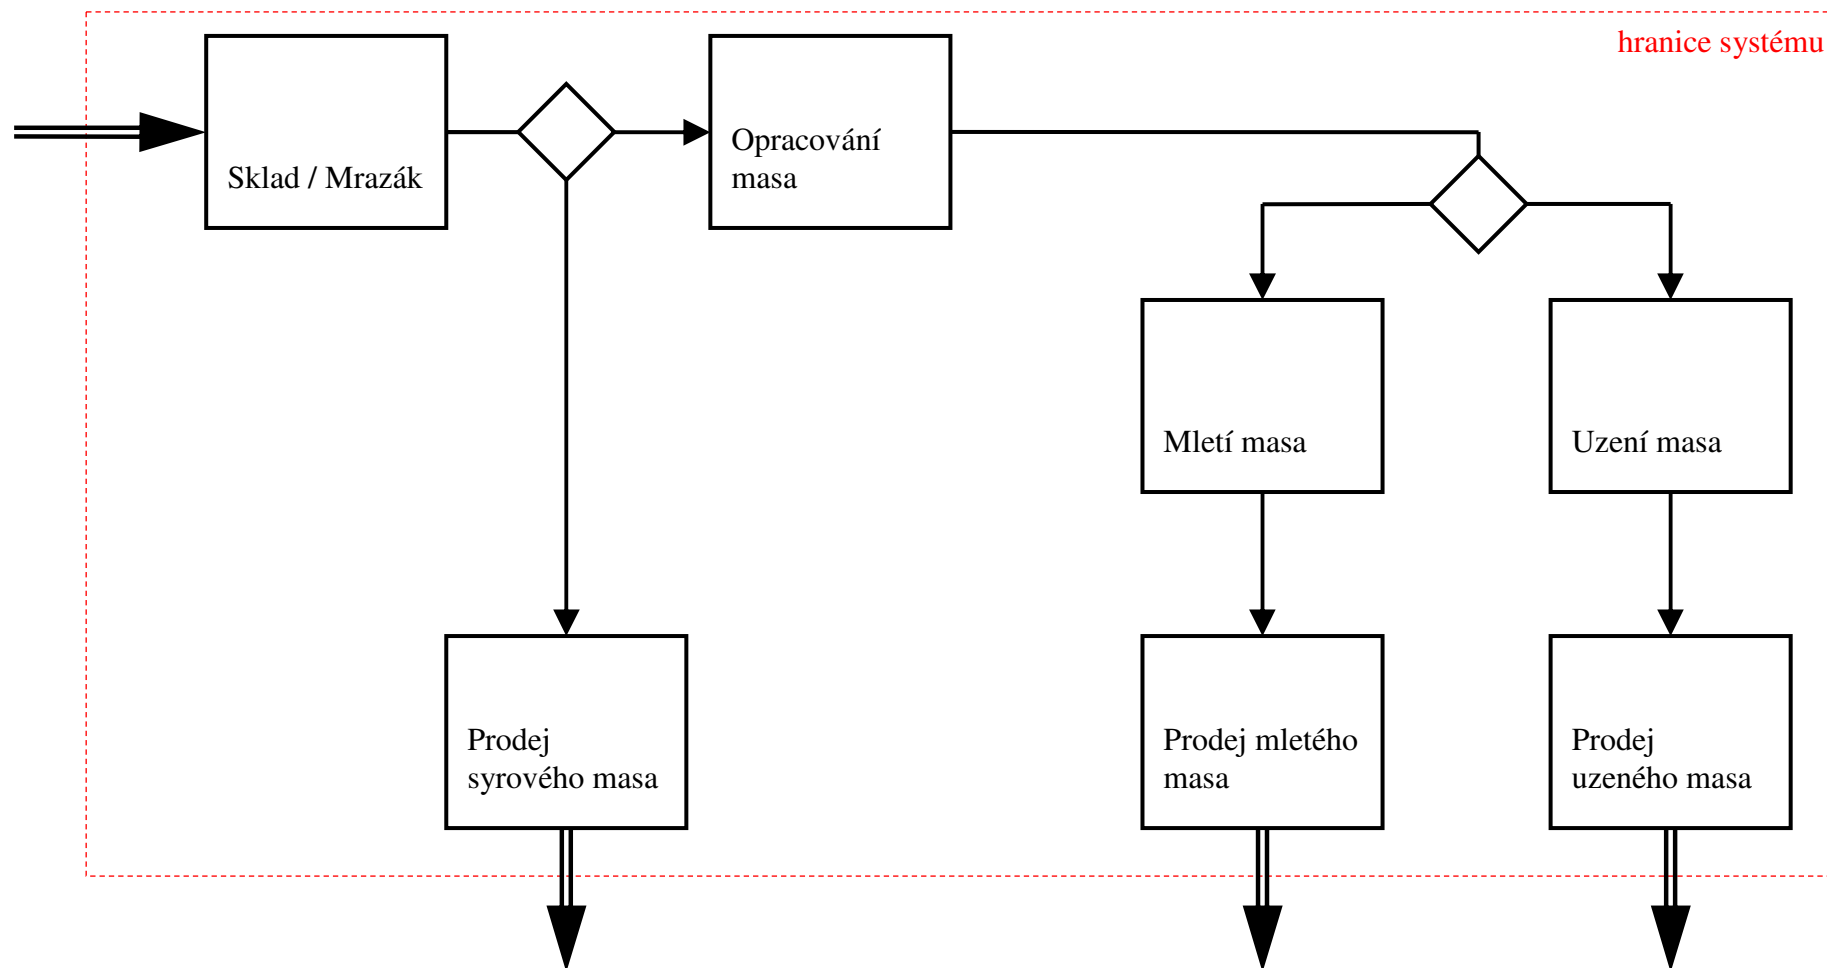 hranice systému
Sklad / Mrazák
Opracování
masa
Mletí masa
Uzení masa
Prodej
syrového masa
Prodej mletého
masa
Prodej
uzeného masa